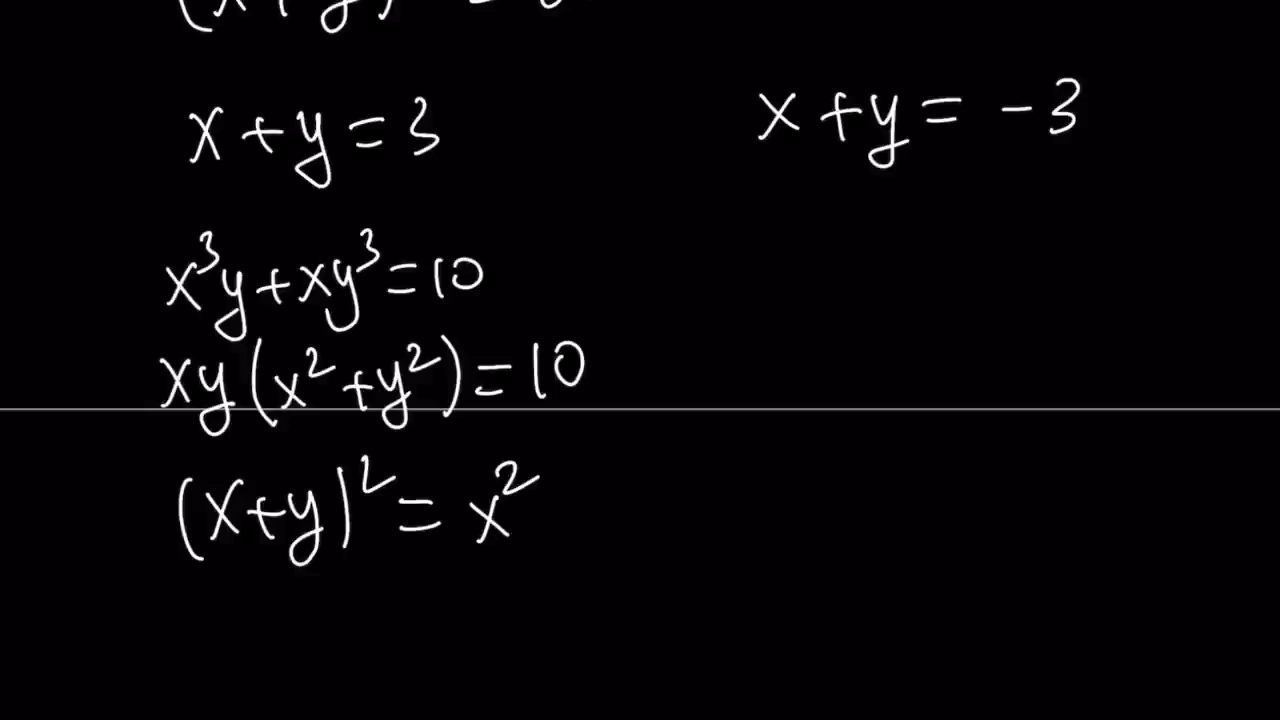 x + y = 3
x + y = -3
x³y + xy³ = 10
xy(x² + y²) = 10
(x+y)² = x²